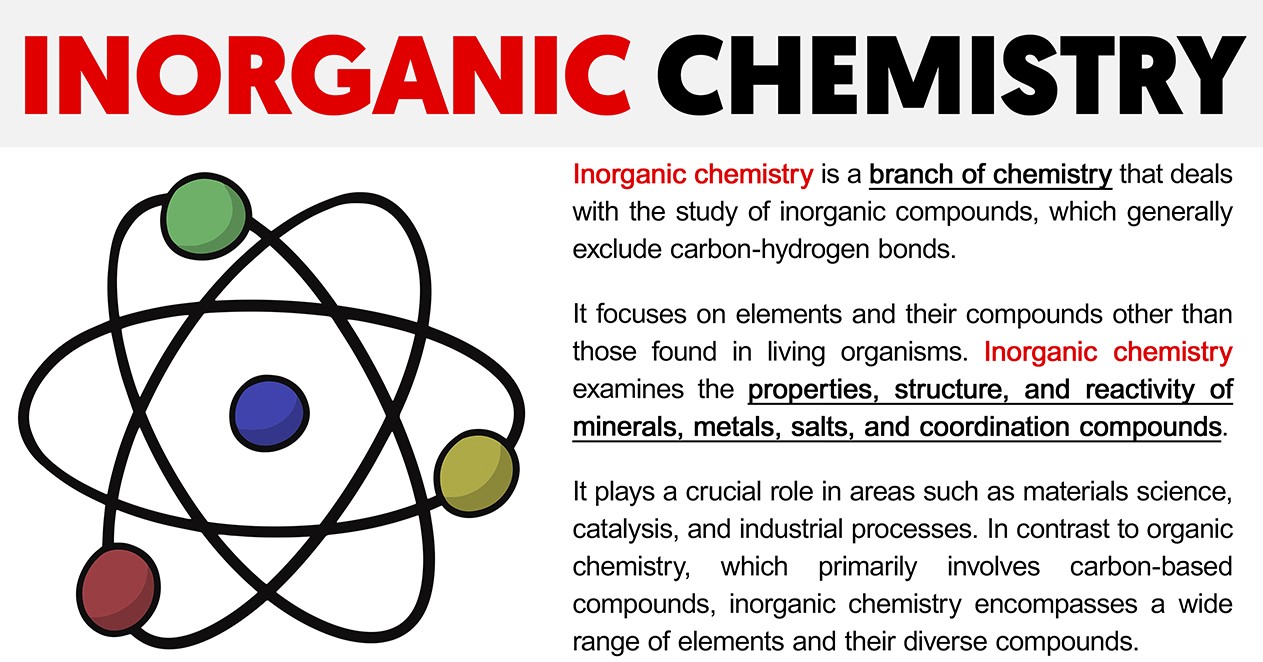 INORGANIC CHEMISTRY
Inorganic chemistry is a branch of chemistry that deals
with the study of inorganic compounds, which generally
exclude carbon-hydrogen bonds.
It focuses on elements and their compounds other than
those found in living organisms. Inorganic chemistry
examines the properties, structure, and reactivity of
minerals, metals, salts, and coordination compounds.
It plays a crucial role in areas such as materials science,
catalysis, and industrial processes. In contrast to organic
chemistry, which primarily involves carbon-based
compounds, inorganic chemistry encompasses a wide
range of elements and their diverse compounds.